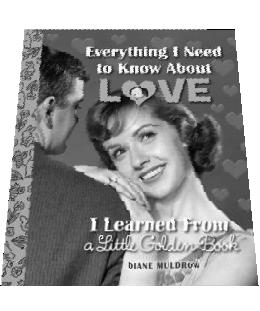 Everything I Need
to Know About
LOVE
I Learned From
a Little Golden Book
DIANE MULDROW